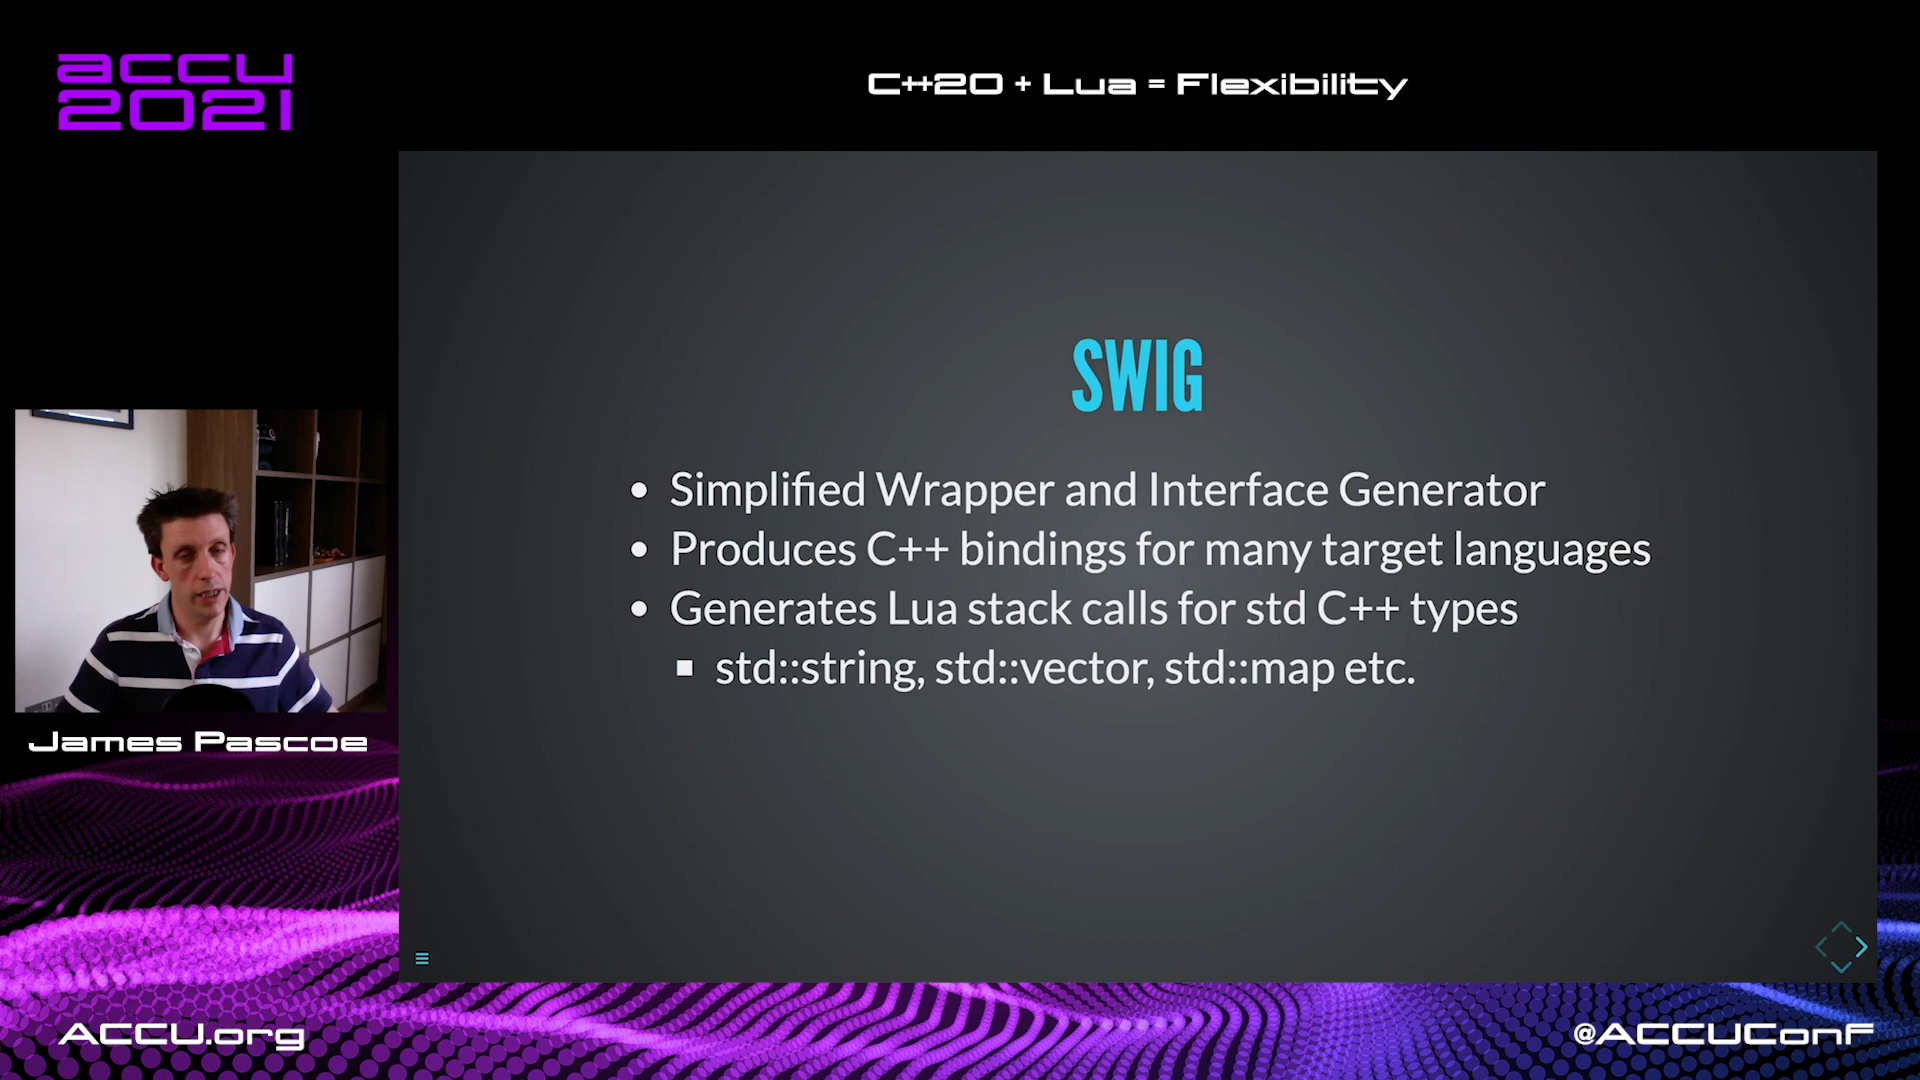 accu
2021
C++20 + Lua = Flexibility
SWIG
• Simplified Wrapper and Interface Generator
• Produces C++ bindings for many target languages
• Generates Lua stack calls for std C++ types
▪ std::string, std::vector, std::map etc.
James Pascoe
ACCU.org
@ACCUConf